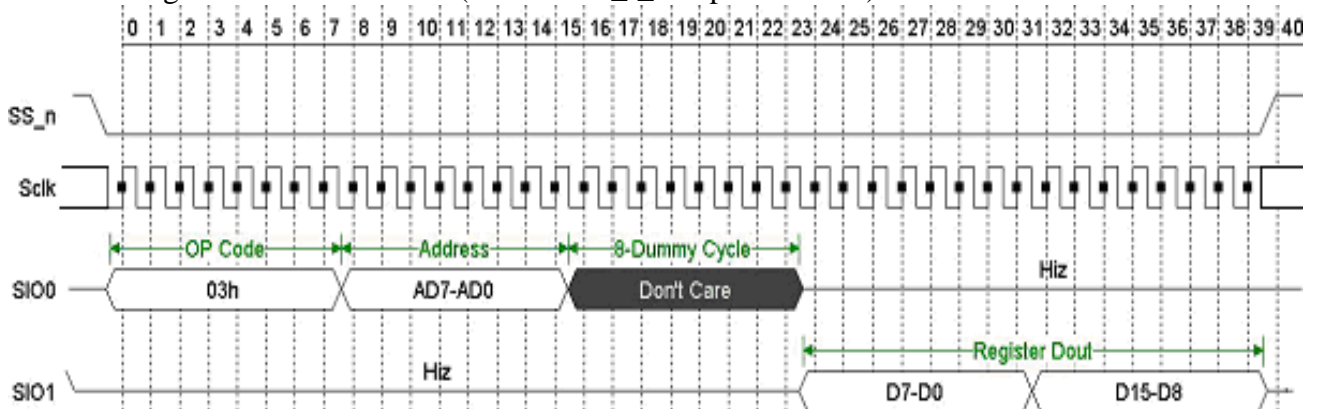 0 1 2 3 4 5 6 7 8 9 10 11 12 13 14 15 16 17 18 19 20 21 22 23 24 25 26 27 28 29 30 31 32 33 34 35 36 37 38 39 40
SS_n
Sclk
OP Code Address 8-Dummy Cycle
SIO0 03h AD7-AD0 Don't Care Hiz
Register Dout
SIO1 Hiz D7-D0 D15-D8